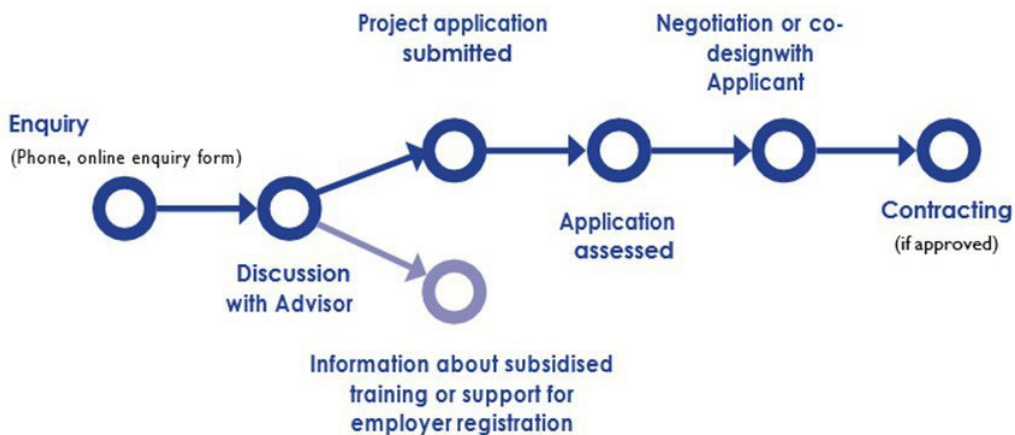 Enquiry
(Phone, online enquiry form)
Discussion
with Advisor
Project application
submitted
Information about subsidised
training or support for
employer registration
Application
assessed
Negotiation or co-
designwith
Applicant
Contracting
(if approved)